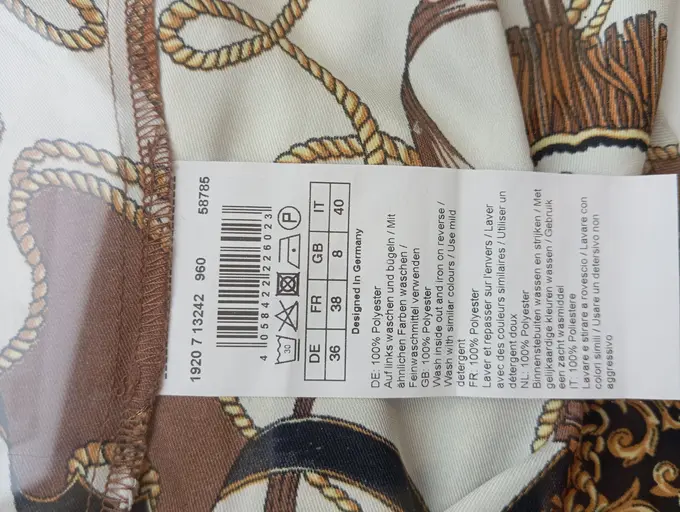 58785
1920 7 13242 960
4 058422 226023
30
P
DE FR GB IT
36 38 8 40
Designed In Germany
DE: 100% Polyester
Auf links waschen und bügeln / Mit
ähnlichen Farben waschen /
Feinwaschmittel verwenden
GB: 100% Polyester
Wash inside out and iron on reverse /
Wash with similar colours / Use mild
detergent
FR: 100% Polyester
Laver et repasser sur l'envers / Laver
avec des couleurs similaires / Utiliser un
détergent doux
NL: 100% Polyester
Binnenstebuiten wassen en strijken / Met
gelijkaardige kleuren wassen / Gebruik
een zacht wasmiddel
IT: 100% Poliestere
Lavare e stirare a rovescio / Lavare con
colori simili / Usare un detersivo non
aggressivo